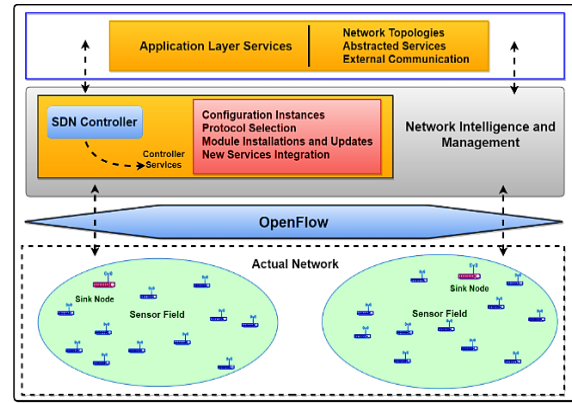 Application Layer Services
Network Topologies
Abstracted Services
External Communication
SDN Controller
Controller
Services
Configuration Instances
Protocol Selection
Module Installations and Updates
New Services Integration
Network Intelligence and
Management
OpenFlow
Actual Network
Sink Node
Sensor Field
Sink Node
Sensor Field